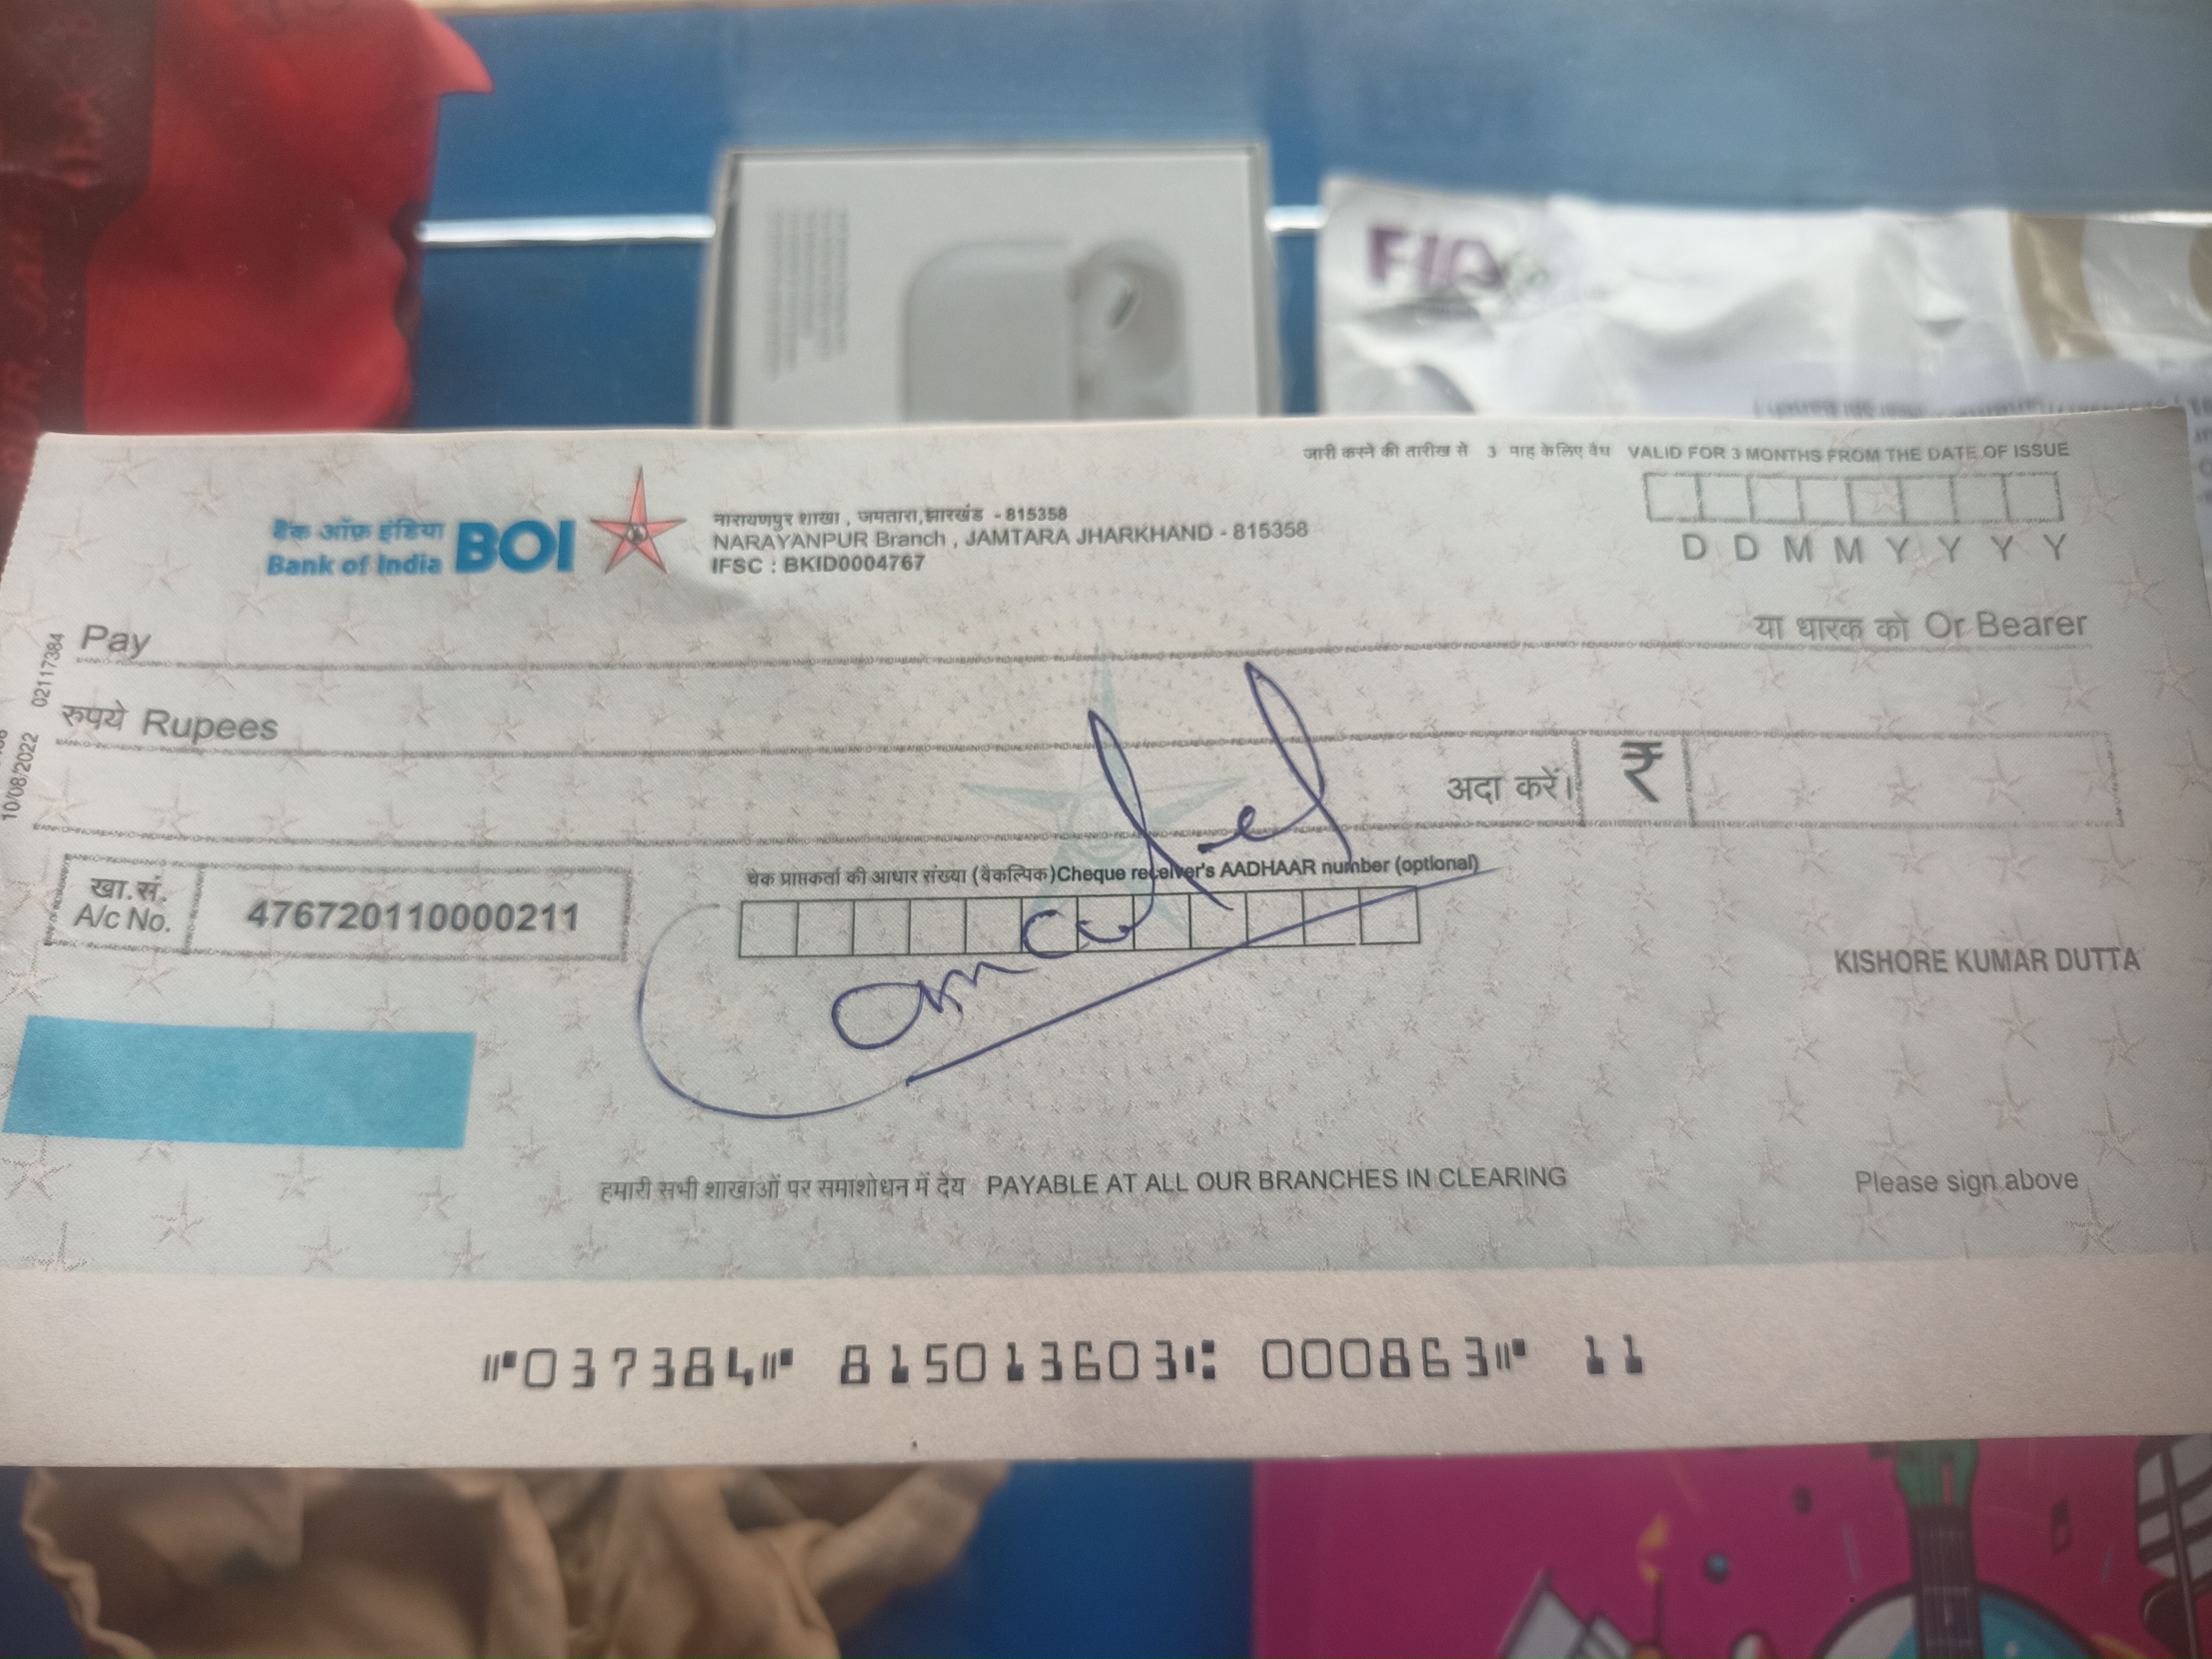 जारी करने की तारीख से 3 माह के लिए वैध VALID FOR 3 MONTHS FROM THE DATE OF ISSUE
बैंक ऑफ़ इंडिया
Bank of India
BOI
नारायणपुर शाखा , जमतारा,झारखंड - 815358
NARAYANPUR Branch , JAMTARA JHARKHAND - 815358
IFSC : BKID0004767
D D M M Y Y Y Y
Pay
या धारक को Or Bearer
रुपये Rupees
अदा करें। ₹
02117384
10/08/2022
खा.सं.
A/c No.
476720110000211
चेक प्राप्तकर्ता की आधार संख्या (वैकल्पिक)Cheque receiver's AADHAAR number (optional)
KISHORE KUMAR DUTTA
हमारी सभी शाखाओं पर समाशोधन में देय PAYABLE AT ALL OUR BRANCHES IN CLEARING
Please sign above
⑈037384⑈ 815013603⑆ 000863⑈ 11